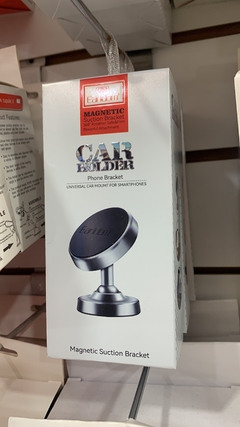 Earldom
MAGNETIC
Suction Bracket
CAR
HOLDER
Phone Bracket
UNIVERSAL CAR MOUNT FOR SMARTPHONES
Magnetic Suction Bracket